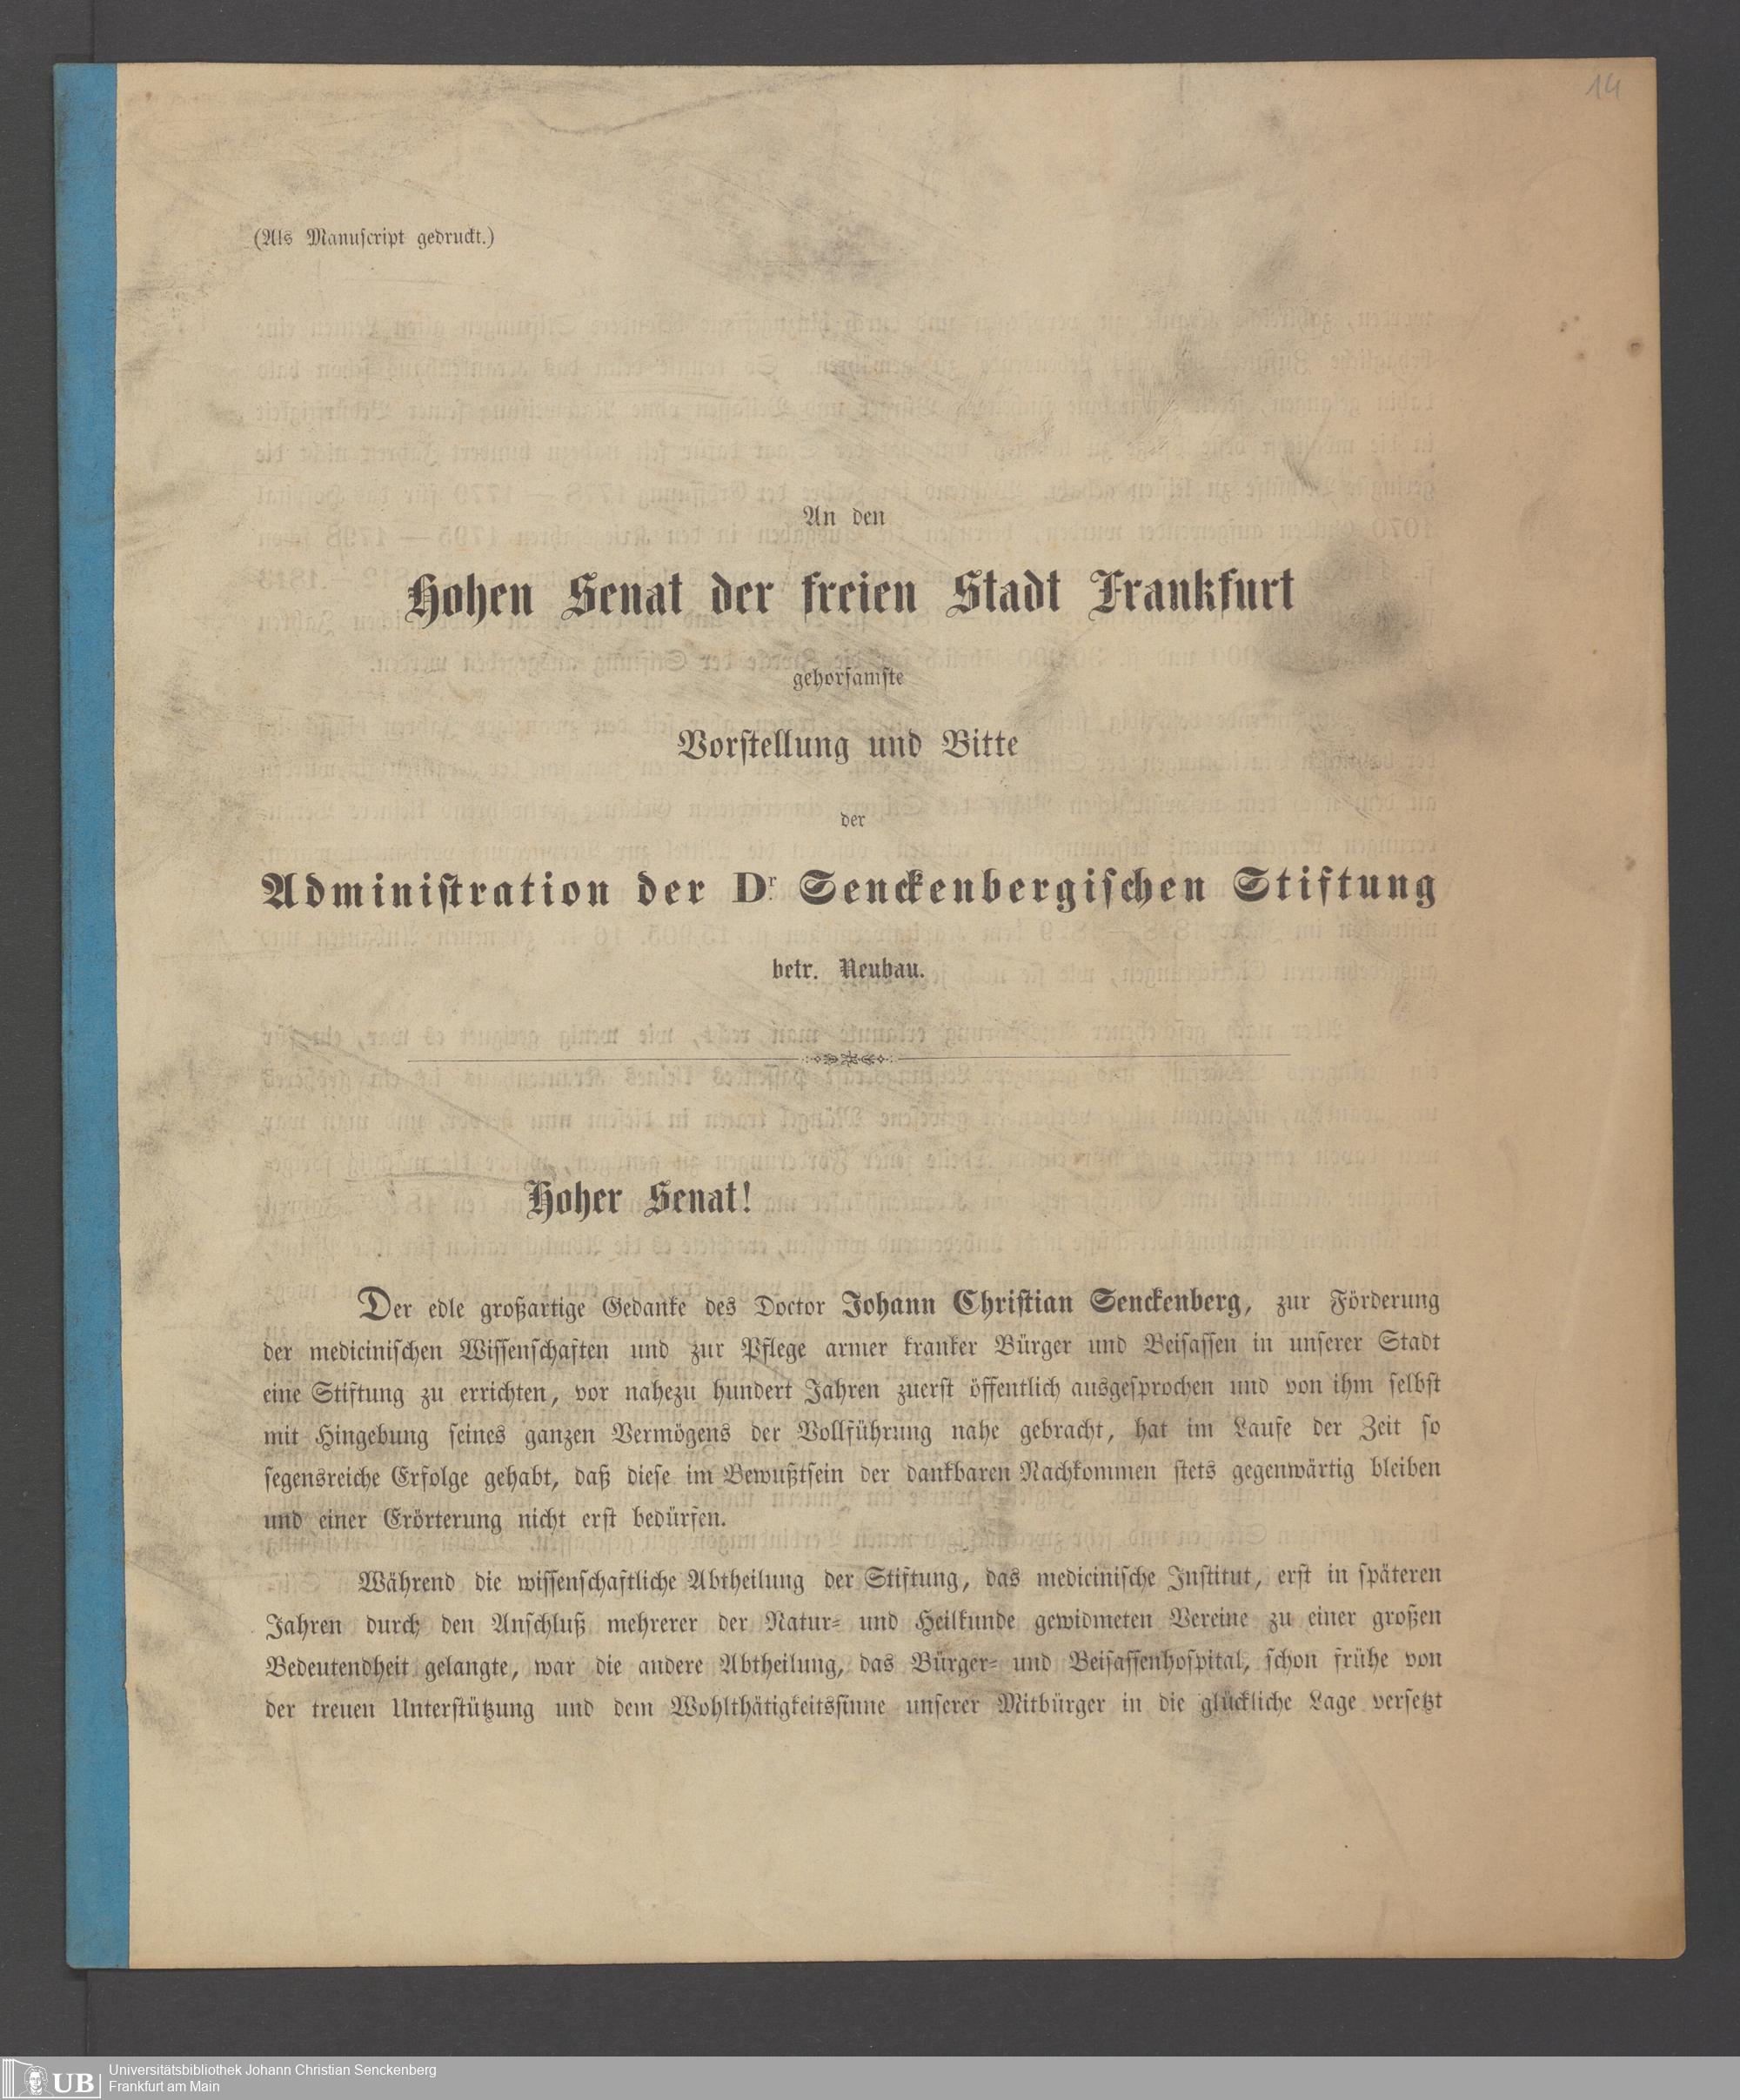 14
(Als Manuſcript gedruckt.)
An den
Hohen Senat der freien Stadt Frankfurt
gehorſamſte
Vorſtellung und Bitte
der
Adminiſtration der Dr. Senckenbergiſchen Stiftung
betr. Neubau.
Hoher Senat!
Der edle großartige Gedanke des Doctor Johann Chriſtian Senckenberg, zur Förderung
der mediciniſchen Wiſſenſchaften und zur Pflege armer kranker Bürger und Beiſaſſen in unſerer Stadt
eine Stiftung zu errichten, vor nahezu hundert Jahren zuerſt öffentlich ausgeſprochen und von ihm ſelbſt
mit Hingebung ſeines ganzen Vermögens der Vollführung nahe gebracht, hat im Laufe der Zeit ſo
ſegensreiche Erfolge gehabt, daß dieſe im Bewußtſein der dankbaren Nachkommen ſtets gegenwärtig bleiben
und einer Erörterung nicht erſt bedürfen.
Während die wiſſenſchaftliche Abtheilung der Stiftung, das mediciniſche Inſtitut, erſt in ſpäteren
Jahren durch den Anſchluß mehrerer der Natur- und Heilkunde gewidmeten Vereine zu einer großen
Bedeutendheit gelangte, war die andere Abtheilung, das Bürger- und Beiſaſſenhoſpital, ſchon frühe von
der treuen Unterſtützung und dem Wohlthätigkeitsſinne unſerer Mitbürger in die glückliche Lage verſetzt
UB
Universitätsbibliothek Johann Christian Senckenberg
Frankfurt am Main